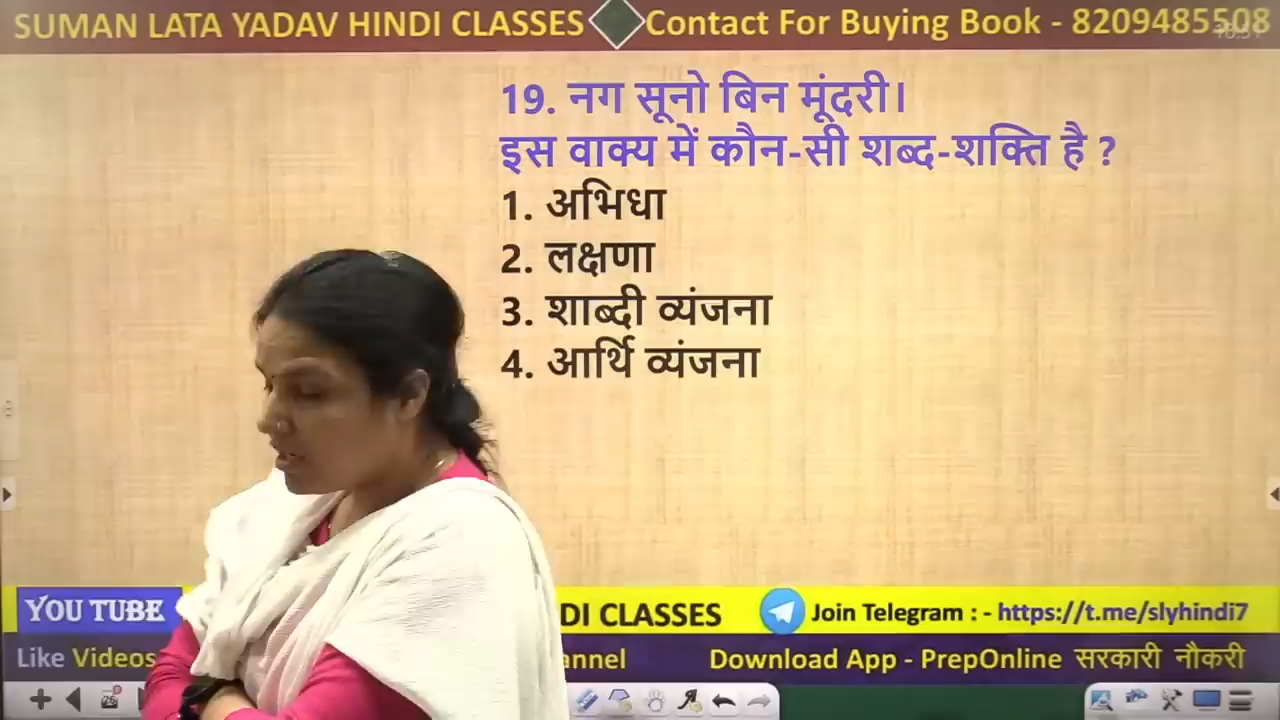 SUMAN LATA YADAV HINDI CLASSES Contact For Buying Book - 8209485508
19. नग सूनो बिन मूंदरी।
इस वाक्य में कौन-सी शब्द-शक्ति है ?
1. अभिधा
2. लक्षणा
3. शाब्दी व्यंजना
4. आर्थि व्यंजना
YOU TUBE DI CLASSES Join Telegram : - https://t.me/slyhindi7
Like Videos annel Download App - PrepOnline सरकारी नौकरी